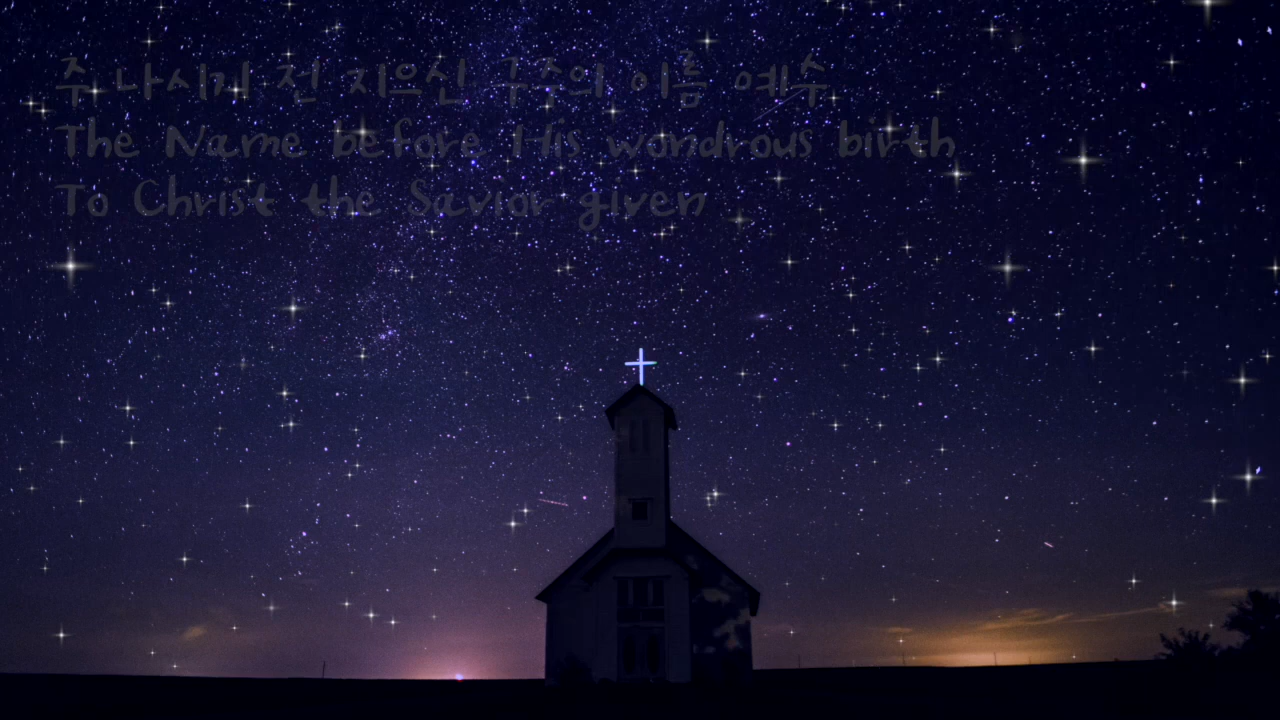 주 나시기 전 지으신 구주의 이름 예수
The Name before His wondrous birth
To Christ the Savior given